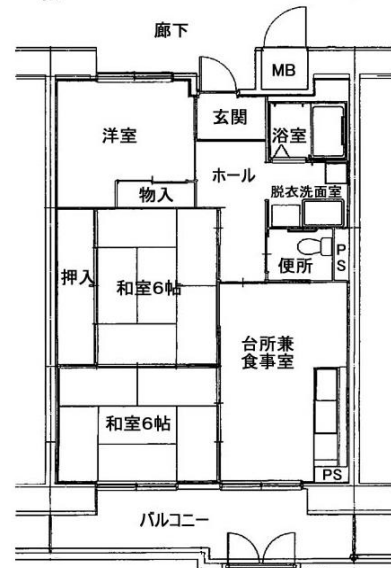 廊下
MB
玄関
浴室
洋室
ホール
物入
脱衣洗面室
便所
PS
押入
和室6帖
台所兼
食事室
和室6帖
PS
バルコニー